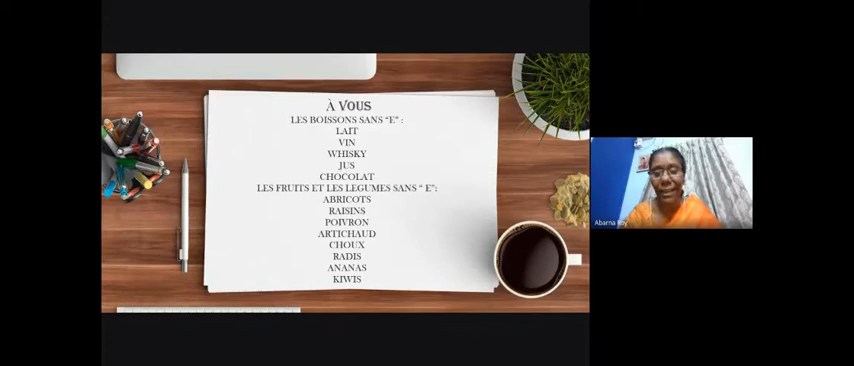 À VOUS
LES BOISSONS SANS “E” :
LAIT
VIN
WHISKY
JUS
CHOCOLAT
LES FRUITS ET LES LEGUMES SANS “ E”:
ABRICOTS
RAISINS
POIVRON
ARTICHAUD
CHOUX
RADIS
ANANAS
KIWIS
Abarna Roy